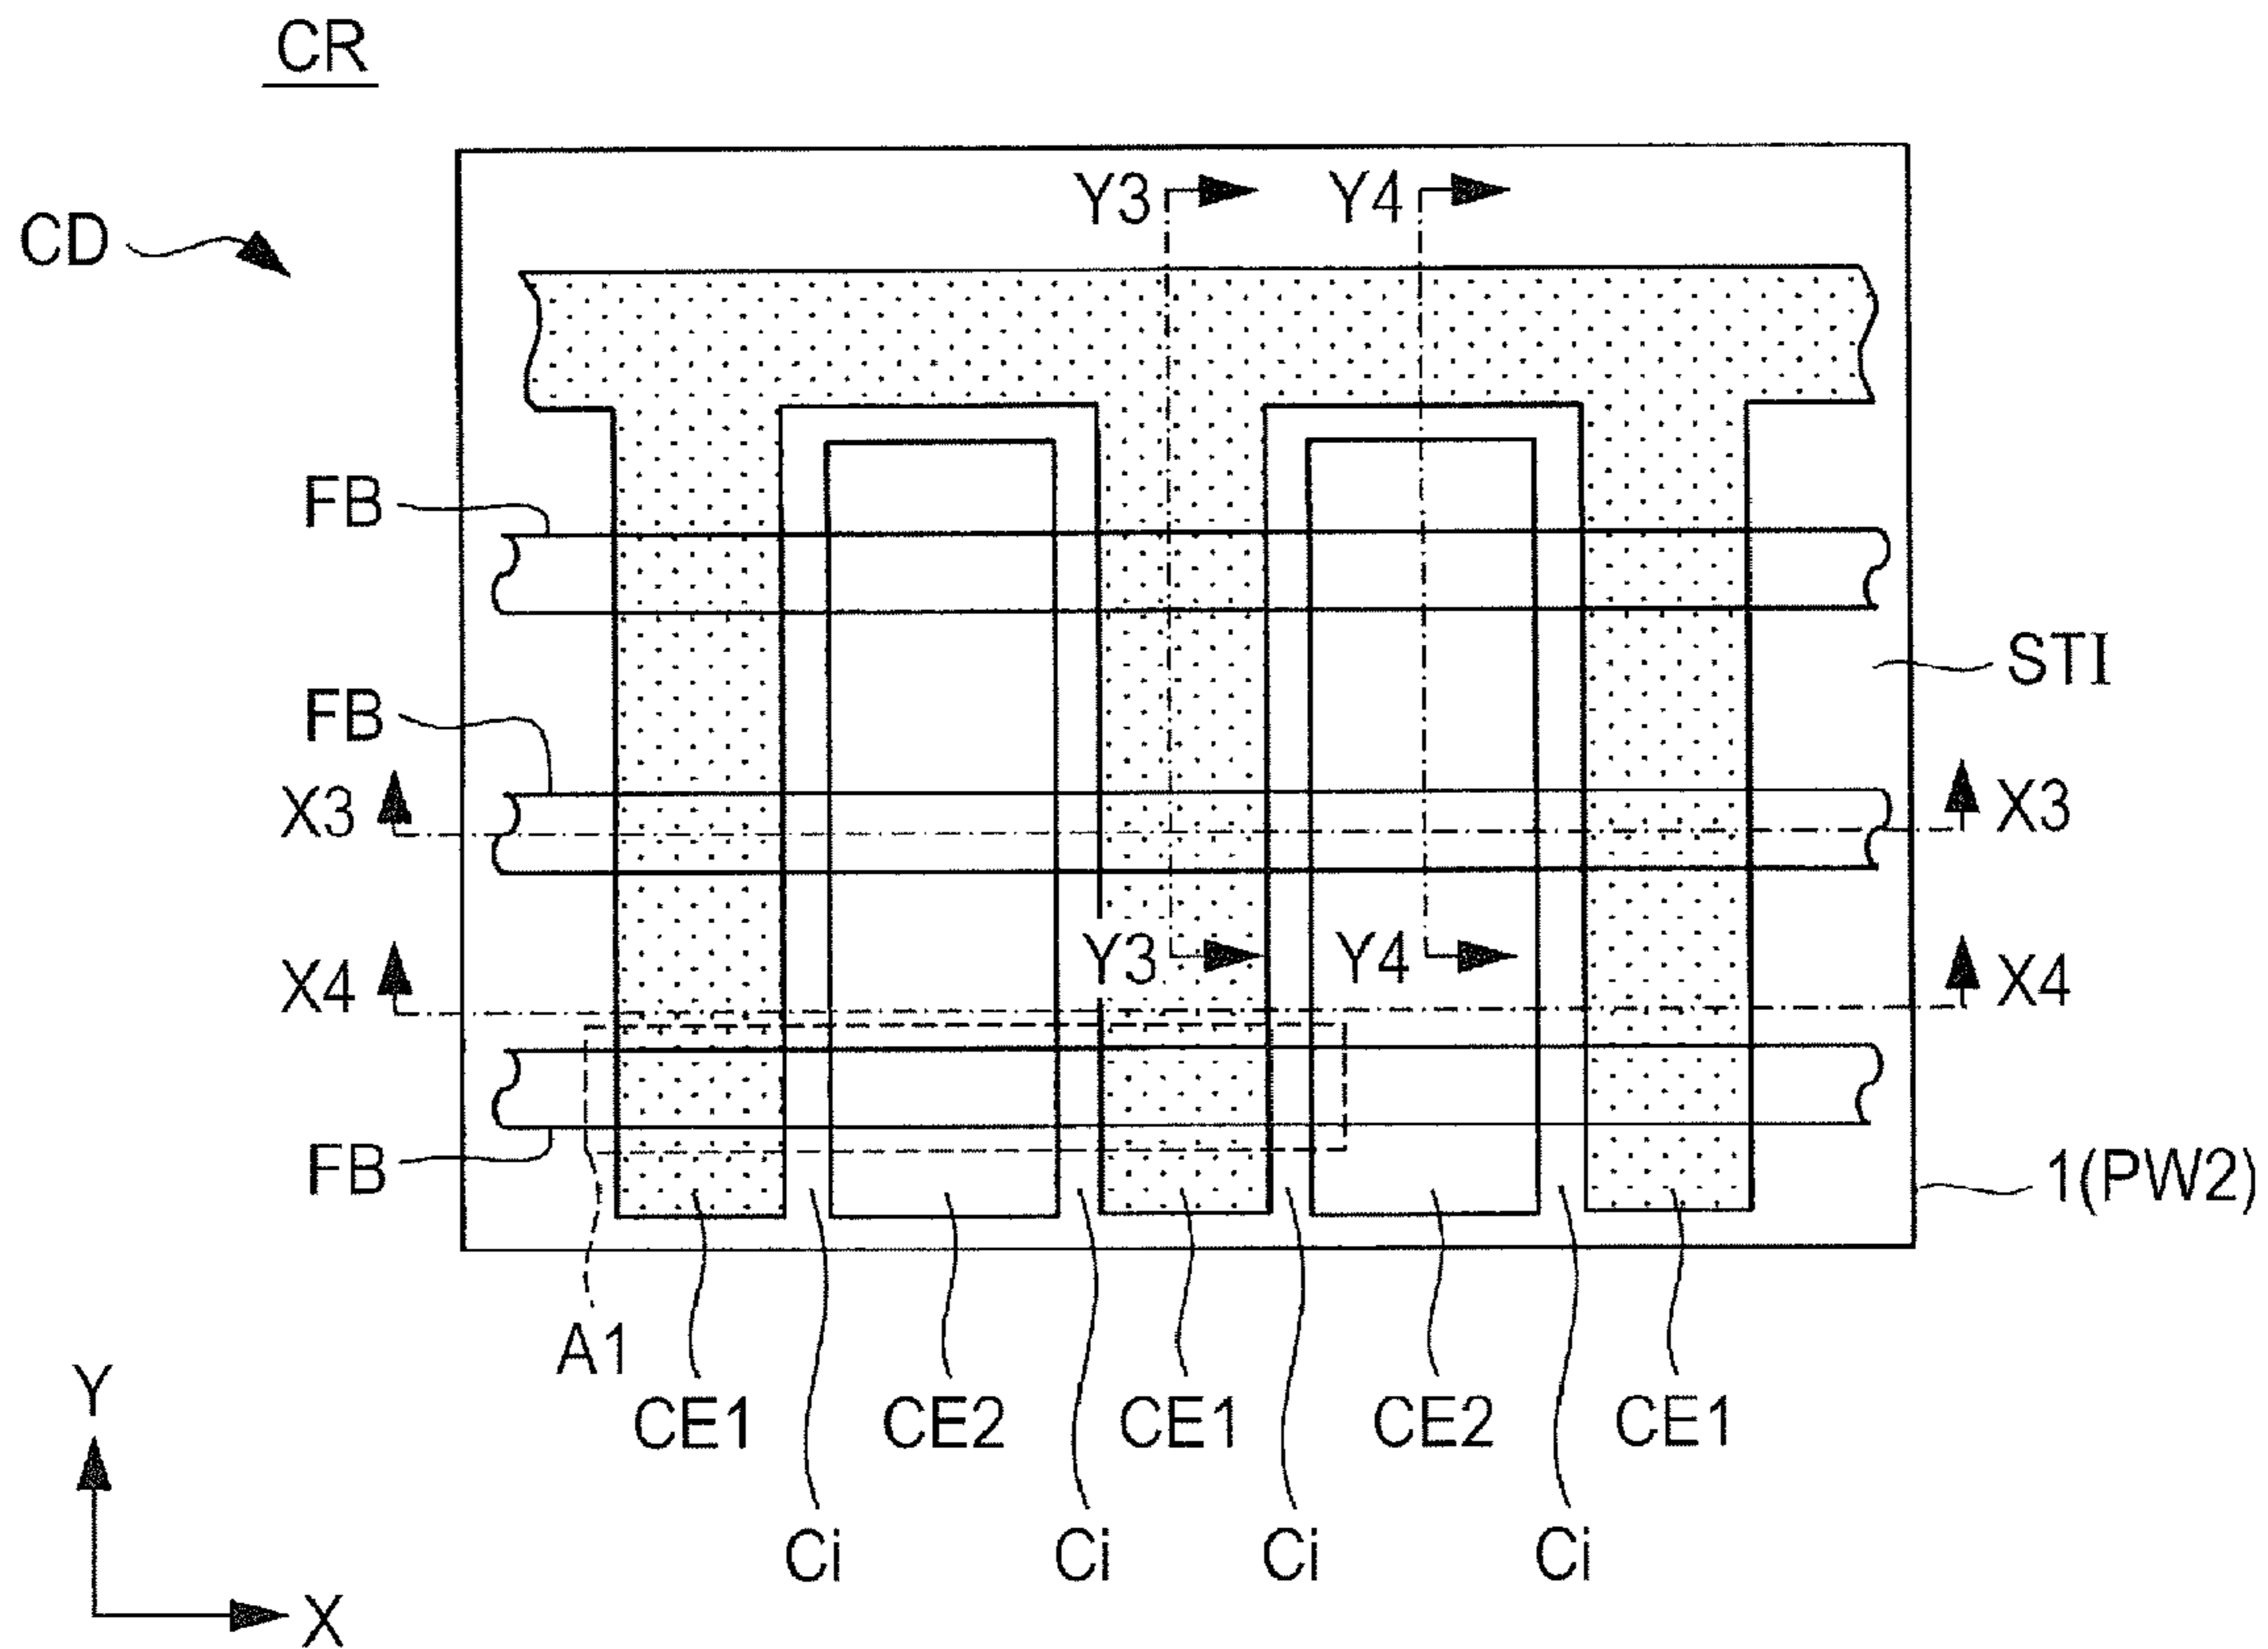 CR
CD
Y3 Y4
FB
STI
FB
X3 X3
Y3 Y4
X4 X4
FB
1(PW2)
A1
CE1 CE2 CE1 CE2 CE1
Y
Ci Ci Ci Ci
X